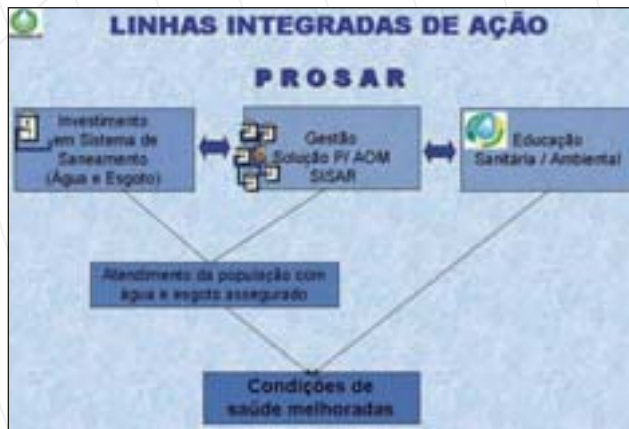 LINHAS INTEGRADAS DE AÇÃO
PROSAR
Investimento
em Sistema de
Saneamento
(Água e Esgoto)
Gestão
Solução P/ AOM
SISAR
Educação
Sanitária / Ambiental
Atendimento da população com
água e esgoto assegurado
Condições de
saúde melhoradas